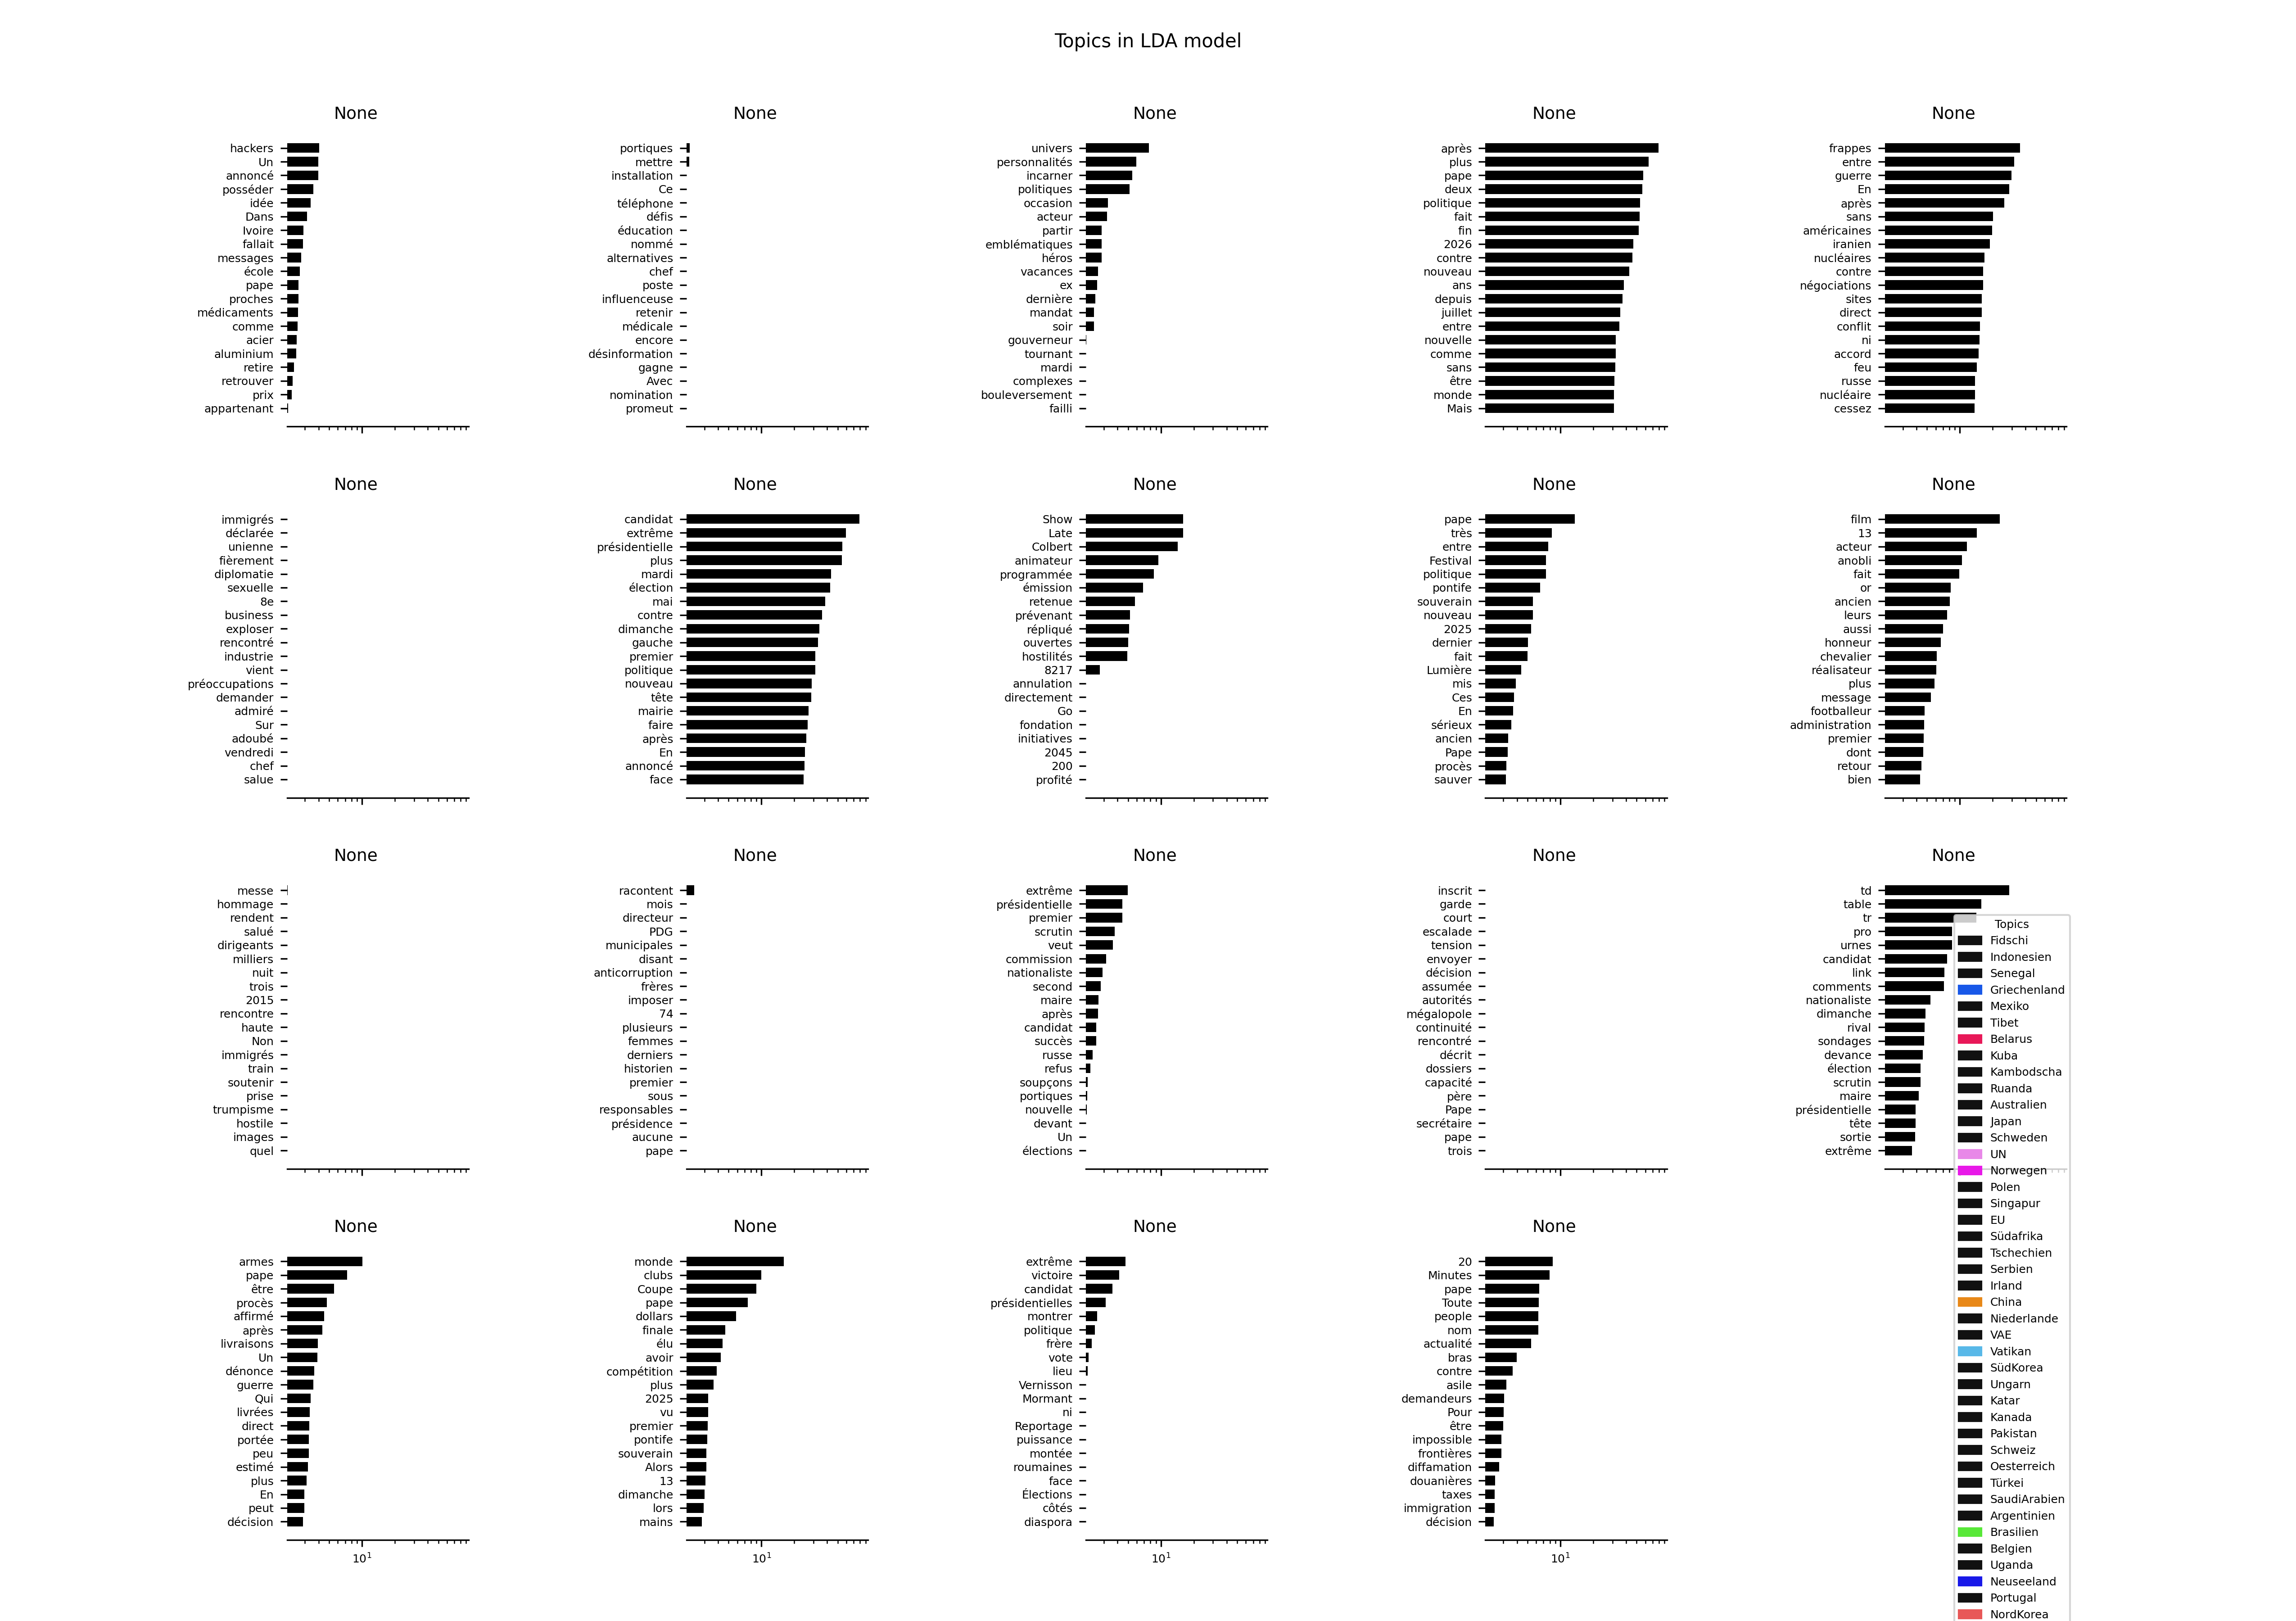 Topics in LDA model
None
hackers
Un
annoncé
posséder
idée
Dans
Ivoire
fallait
messages
école
pape
proches
médicaments
comme
acier
aluminium
retire
retrouver
prix
appartenant
None
portiques
mettre
installation
Ce
téléphone
défis
éducation
nommé
alternatives
chef
poste
influenceuse
retenir
médicale
encore
désinformation
gagne
Avec
nomination
promeut
None
univers
personnalités
incarner
politiques
occasion
acteur
partir
emblématiques
héros
vacances
ex
dernière
mandat
soir
gouverneur
tournant
mardi
complexes
bouleversement
failli
None
après
plus
pape
deux
politique
fait
fin
2026
contre
nouveau
ans
depuis
juillet
entre
nouvelle
comme
sans
être
monde
Mais
None
frappes
entre
guerre
En
après
sans
américaines
iranien
nucléaires
contre
négociations
sites
direct
conflit
ni
accord
feu
russe
nucléaire
cessez
None
immigrés
déclarée
unienne
fièrement
diplomatie
sexuelle
8e
business
exploser
rencontré
industrie
vient
préoccupations
demander
admiré
Sur
adoubé
vendredi
chef
salue
None
candidat
extrême
présidentielle
plus
mardi
élection
mai
contre
dimanche
gauche
premier
politique
nouveau
tête
mairie
faire
après
En
annoncé
face
None
Show
Late
Colbert
animateur
programmée
émission
retenue
prévenant
répliqué
ouvertes
hostilités
8217
annulation
directement
Go
fondation
initiatives
2045
200
profité
None
pape
très
entre
Festival
politique
pontife
souverain
nouveau
2025
dernier
fait
Lumière
mis
Ces
En
sérieux
ancien
Pape
procès
sauver
None
film
13
acteur
anobli
fait
or
ancien
leurs
aussi
honneur
chevalier
réalisateur
plus
message
footballeur
administration
premier
dont
retour
bien
None
messe
hommage
rendent
salué
dirigeants
milliers
nuit
trois
2015
rencontre
haute
Non
immigrés
train
soutenir
prise
trumpisme
hostile
images
quel
None
racontent
mois
directeur
PDG
municipales
disant
anticorruption
frères
imposer
74
plusieurs
femmes
derniers
historien
premier
sous
responsables
présidence
aucune
pape
None
extrême
présidentielle
premier
scrutin
veut
commission
nationaliste
second
maire
après
candidat
succès
russe
refus
soupçons
portiques
nouvelle
devant
Un
élections
None
inscrit
garde
court
escalade
tension
envoyer
décision
assumée
autorités
mégalopole
continuité
rencontré
décrit
dossiers
capacité
père
Pape
secrétaire
pape
trois
None
td
table
tr
pro
urnes
candidat
link
comments
nationaliste
dimanche
rival
sondages
devance
élection
scrutin
maire
présidentielle
tête
sortie
extrême
None
armes
pape
être
procès
affirmé
après
livraisons
Un
dénonce
guerre
Qui
livrées
direct
portée
peu
estimé
plus
En
peut
décision
10¹
None
monde
clubs
Coupe
pape
dollars
finale
élu
avoir
compétition
plus
2025
vu
premier
pontife
souverain
Alors
13
dimanche
lors
mains
10¹
None
extrême
victoire
candidat
présidentielles
montrer
politique
frère
vote
lieu
Vernisson
Mormant
ni
Reportage
puissance
montée
roumaines
face
Élections
côtés
diaspora
10¹
None
20
Minutes
pape
Toute
people
nom
actualité
bras
contre
asile
demandeurs
Pour
être
impossible
frontières
diffamation
douanières
taxes
immigration
décision
10¹
Topics
Fidschi
Indonesien
Senegal
Griechenland
Mexiko
Tibet
Belarus
Kuba
Kambodscha
Ruanda
Australien
Japan
Schweden
UN
Norwegen
Polen
Singapur
EU
Südafrika
Tschechien
Serbien
Irland
China
Niederlande
VAE
Vatikan
SüdKorea
Ungarn
Katar
Kanada
Pakistan
Schweiz
Oesterreich
Türkei
SaudiArabien
Argentinien
Brasilien
Belgien
Uganda
Neuseeland
Portugal
NordKorea